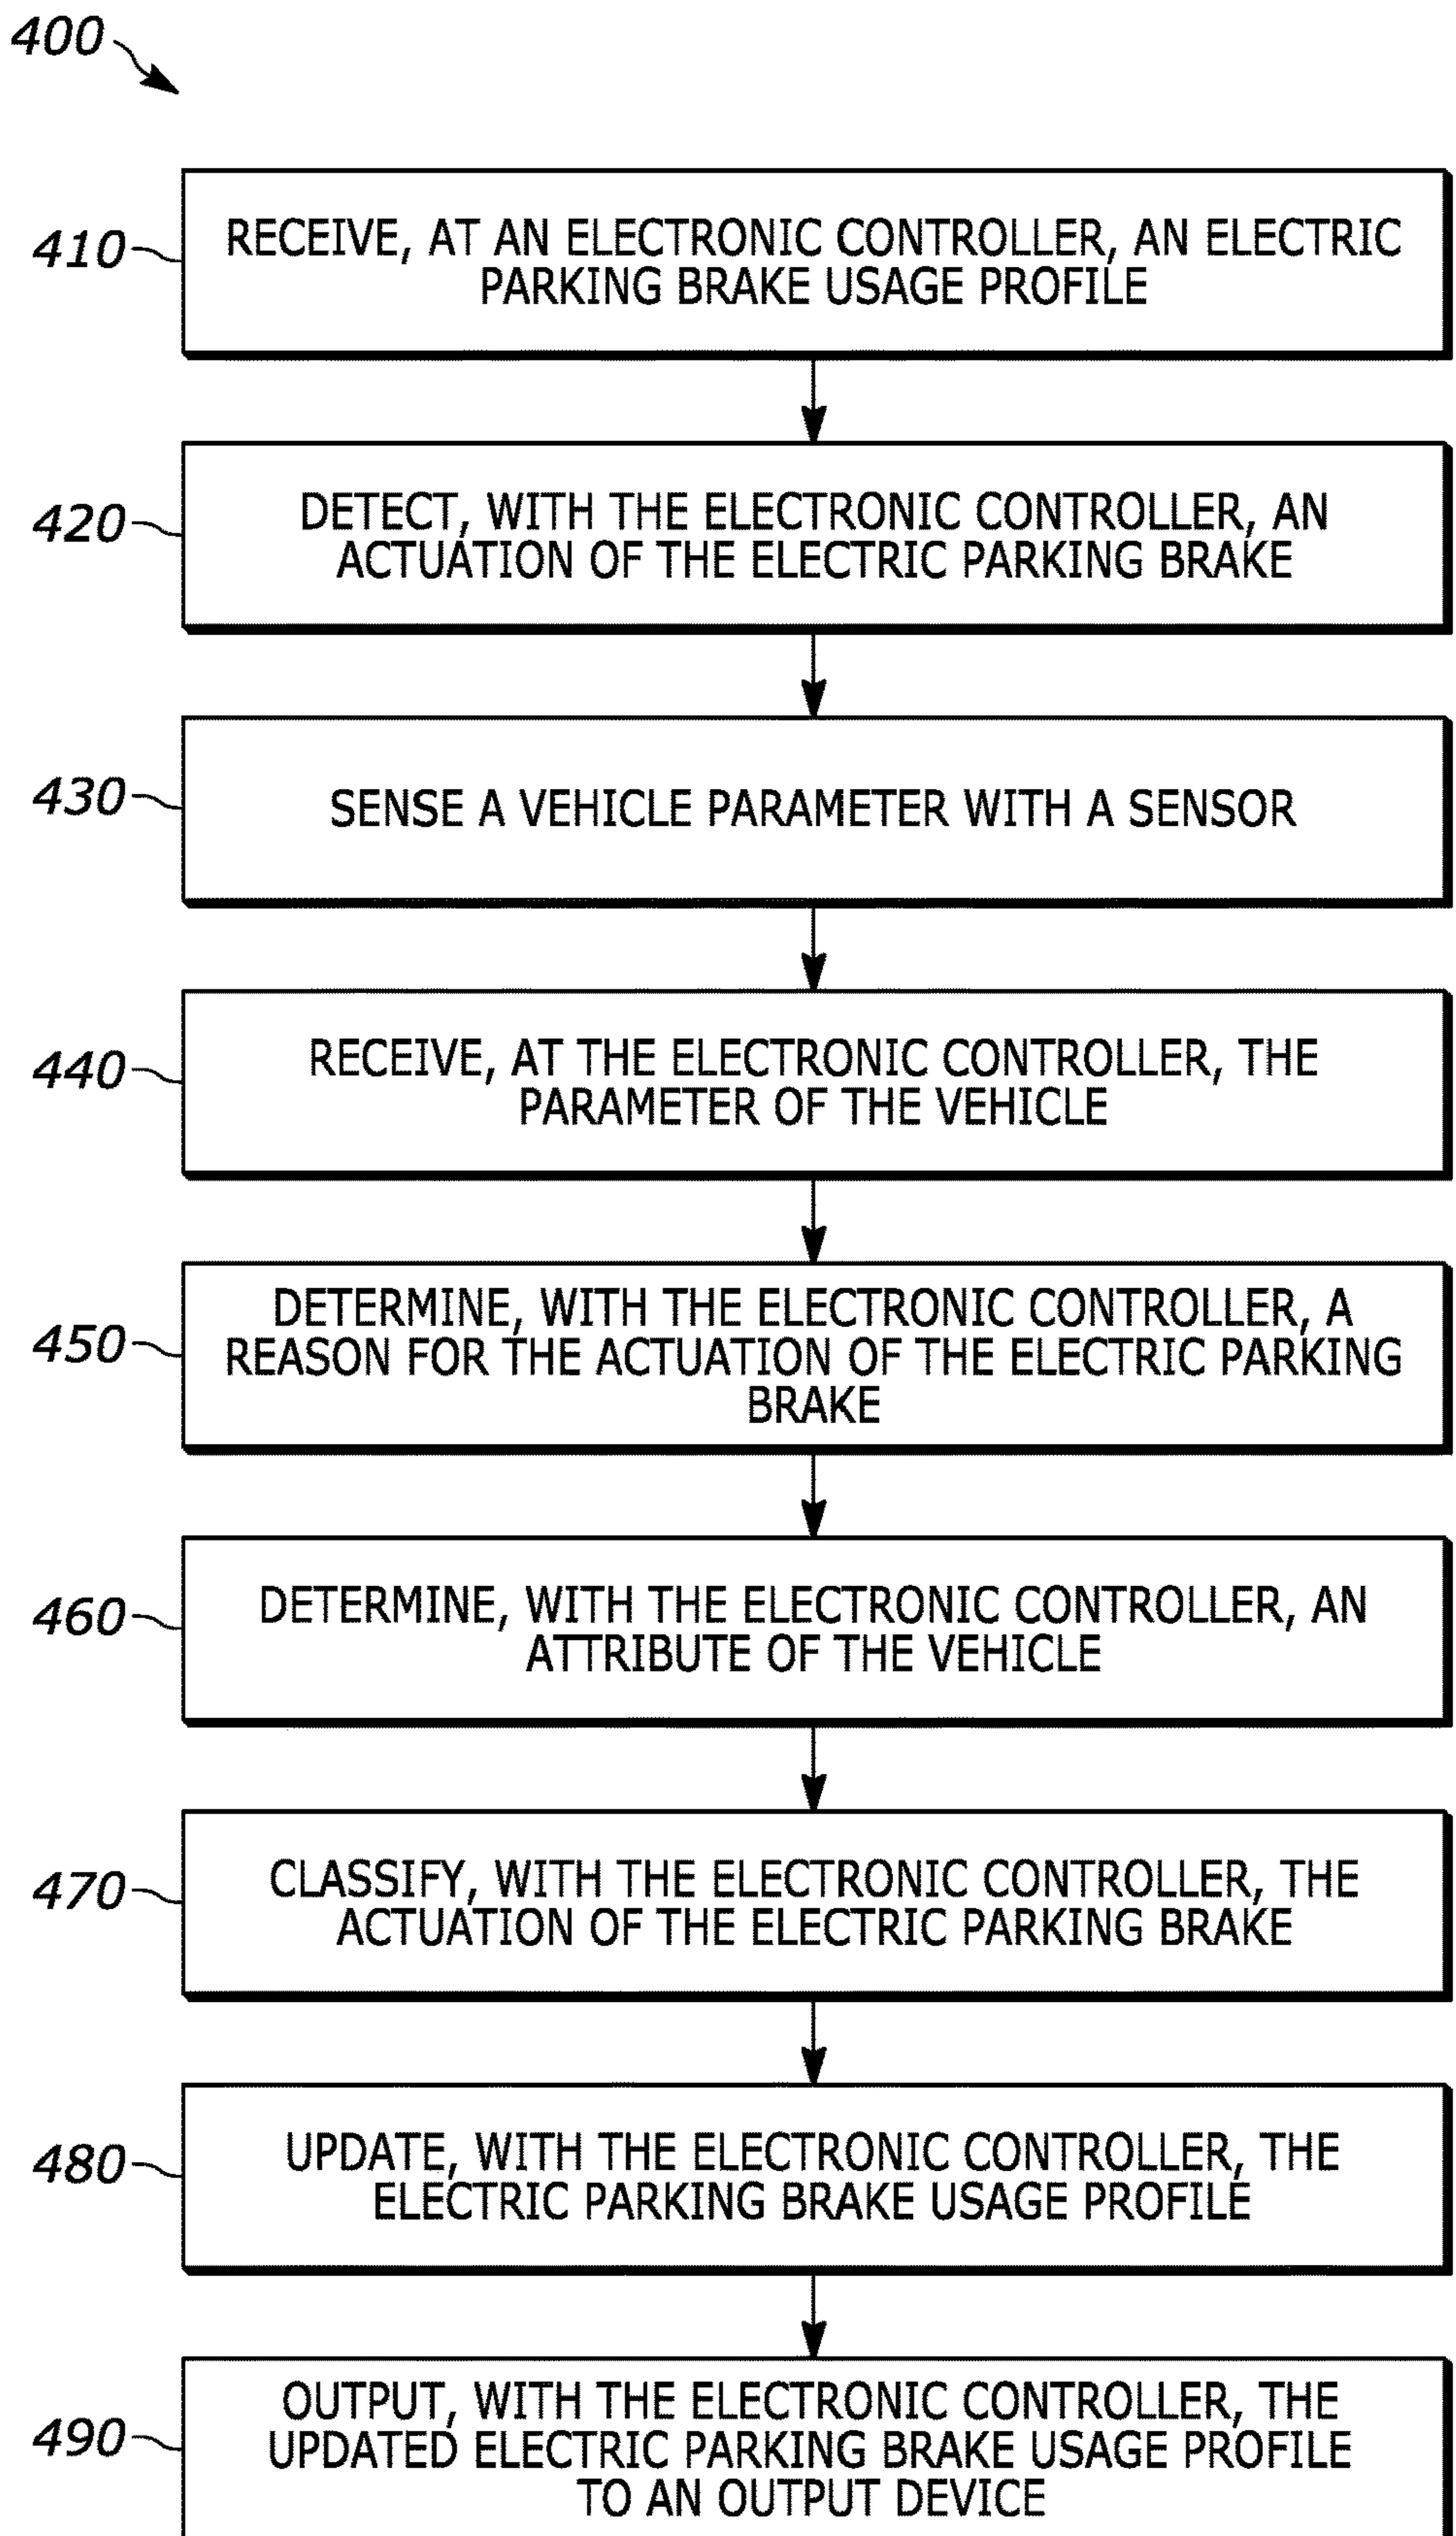 400
410
RECEIVE, AT AN ELECTRONIC CONTROLLER, AN ELECTRIC
PARKING BRAKE USAGE PROFILE
420
DETECT, WITH THE ELECTRONIC CONTROLLER, AN
ACTUATION OF THE ELECTRIC PARKING BRAKE
430
SENSE A VEHICLE PARAMETER WITH A SENSOR
440
RECEIVE, AT THE ELECTRONIC CONTROLLER, THE
PARAMETER OF THE VEHICLE
450
DETERMINE, WITH THE ELECTRONIC CONTROLLER, A
REASON FOR THE ACTUATION OF THE ELECTRIC PARKING
BRAKE
460
DETERMINE, WITH THE ELECTRONIC CONTROLLER, AN
ATTRIBUTE OF THE VEHICLE
470
CLASSIFY, WITH THE ELECTRONIC CONTROLLER, THE
ACTUATION OF THE ELECTRIC PARKING BRAKE
480
UPDATE, WITH THE ELECTRONIC CONTROLLER, THE
ELECTRIC PARKING BRAKE USAGE PROFILE
490
OUTPUT, WITH THE ELECTRONIC CONTROLLER, THE
UPDATED ELECTRIC PARKING BRAKE USAGE PROFILE
TO AN OUTPUT DEVICE